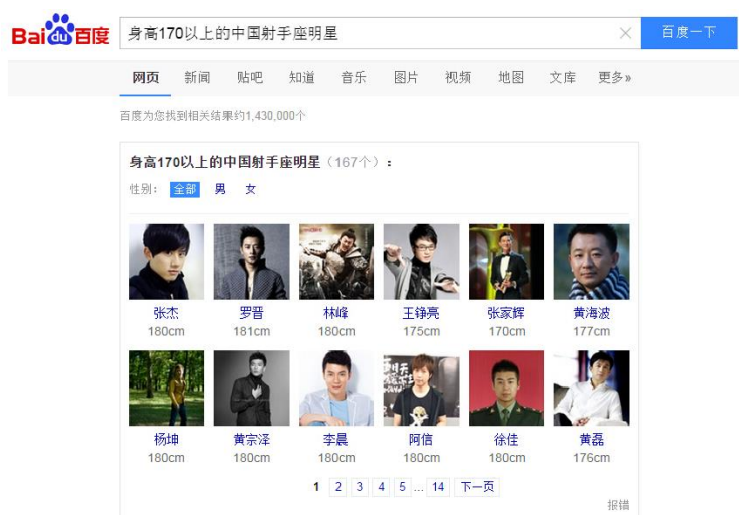 Bai du 百度
身高170以上的中国射手座明星
百度一下
网页 新闻 贴吧 知道 音乐 图片 视频 地图 文库 更多»
百度为您找到相关结果约1,430,000个
身高170以上的中国射手座明星（167个）：
性别： 全部 男 女
张杰 罗晋 林峰 王铮亮 张家辉 黄海波
180cm 181cm 180cm 175cm 170cm 177cm
杨坤 黄宗泽 李晨 阿信 徐佳 黄磊
180cm 180cm 180cm 180cm 180cm 176cm
1 2 3 4 5 ... 14 下一页
报错